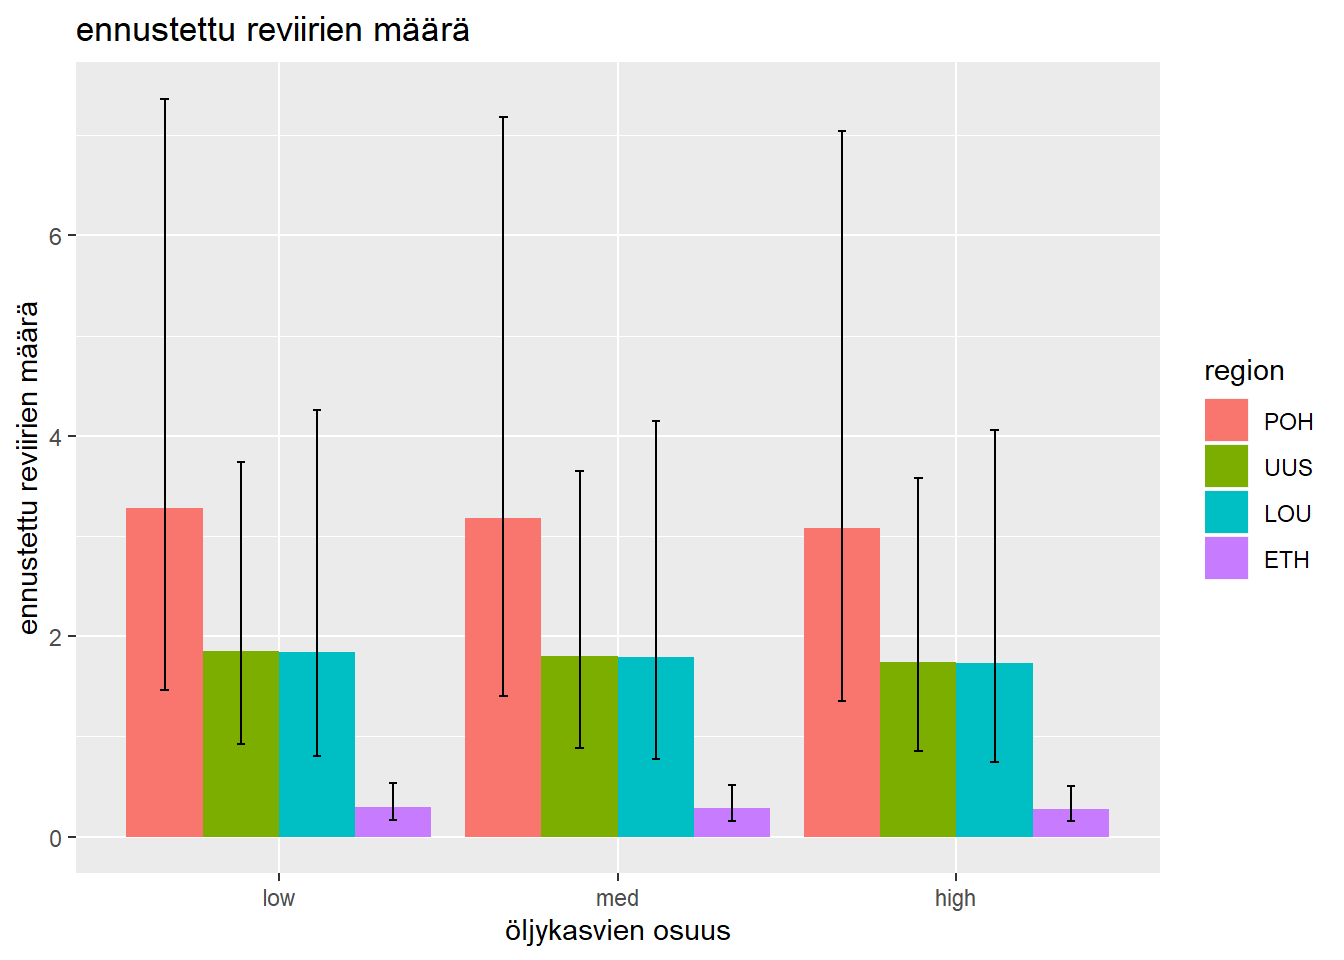 ennustettu reviirien määrä
ennustettu reviirien määrä
6
4
2
0
low
med
high
öljykasvien osuus
region
POH
UUS
LOU
ETH